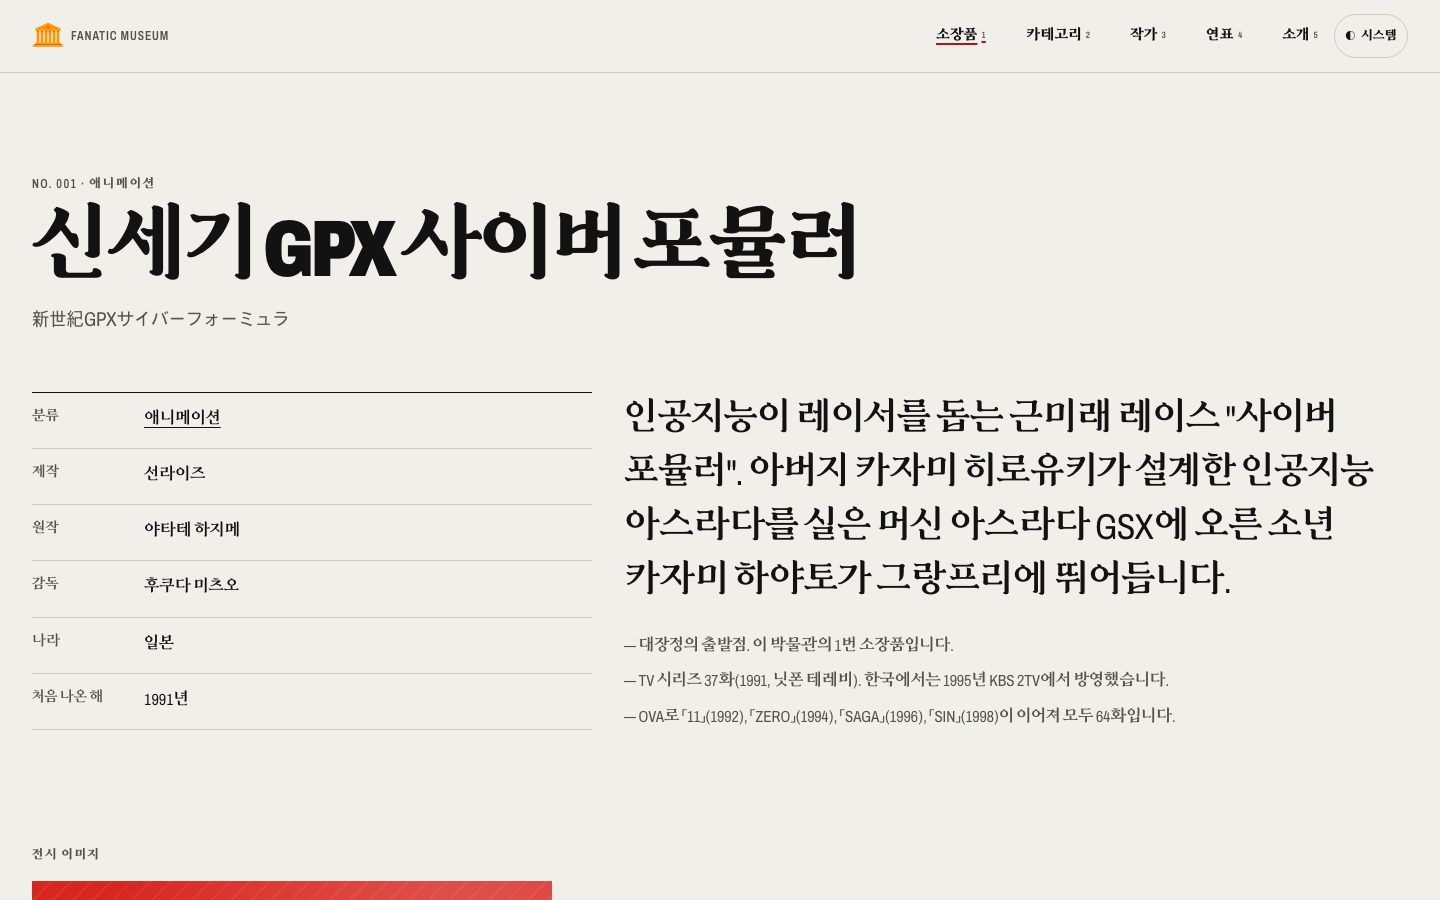 FANATIC MUSEUM
소장품 1
카테고리 2
작가 3
연표 4
소개 5
시스템
NO. 001 · 애니메이션
신세기 GPX 사이버 포뮬러
新世紀GPXサイバーフォーミュラ
분류 애니메이션
제작 선라이즈
원작 야타테 하지메
감독 후쿠다 미츠오
나라 일본
처음 나온 해 1991년
인공지능이 레이서를 돕는 근미래 레이스 "사이버
포뮬러". 아버지 카자미 히로유키가 설계한 인공지능
아스라다를 실은 머신 아스라다 GSX에 오른 소년
카자미 하야토가 그랑프리에 뛰어듭니다.
— 대장정의 출발점. 이 박물관의 1번 소장품입니다.
— TV 시리즈 37화(1991, 닛폰 테레비). 한국에서는 1995년 KBS 2TV에서 방영했습니다.
— OVA로 「11」(1992), 「ZERO」(1994), 「SAGA」(1996), 「SIN」(1998)이 이어져 모두 64화입니다.
전시 이미지